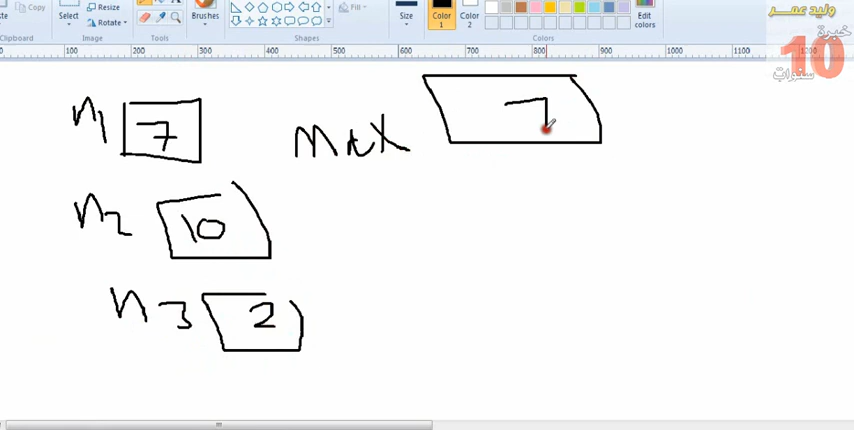 Copy
Clipboard
Select
Resize
Rotate
Image
Tools
Brushes
Shapes
Fill
Size
Color 1
Color 2
Edit colors
Colors
وليد عمر
خبرة
10
سنوات
100 200 300 400 500 600 700 800 900 1000 1100
n1 7
max 7
n2 10
n3 2